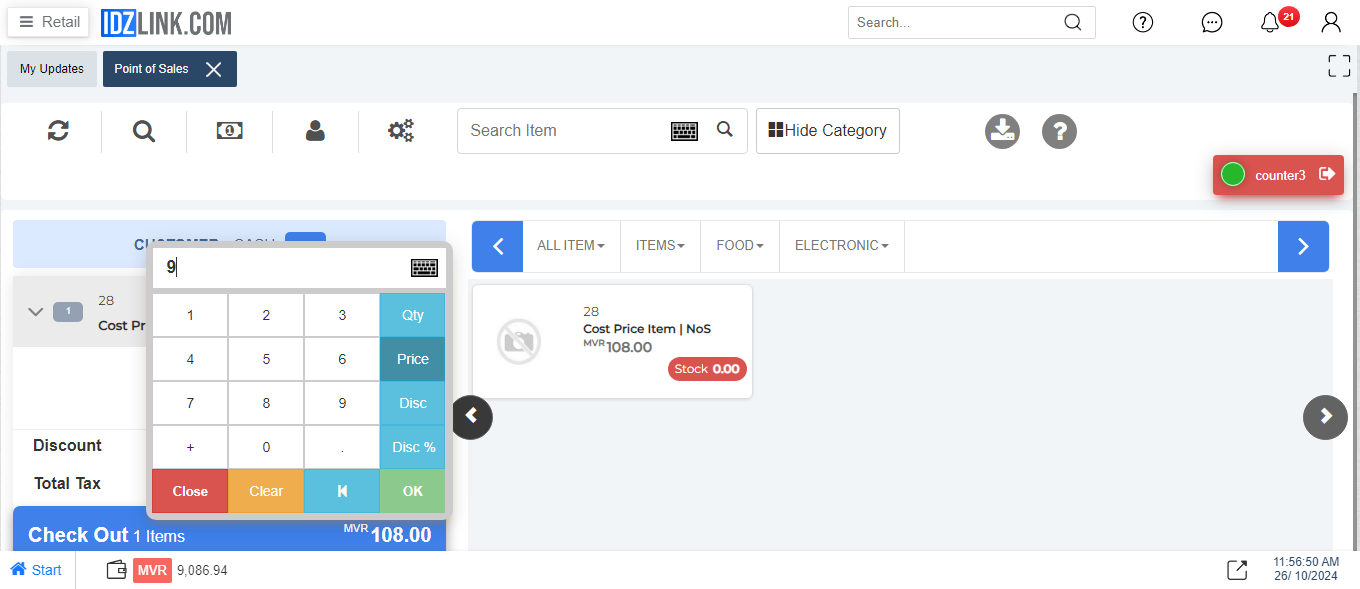 Retail
IDZLINK.COM
Search...
21
My Updates
Point of Sales
Search Item
Hide Category
counter3
ALL ITEM
ITEMS
FOOD
ELECTRONIC
9
1
28
Cost Pr
1 2 3 Qty
4 5 6 Price
7 8 9 Disc
+ 0 . Disc %
Close Clear OK
28
Cost Price Item | NoS
MVR 108.00
Stock 0.00
Discount
Total Tax
Check Out 1 Items MVR 108.00
Start
MVR 9,086.94
11:56:50 AM
26/ 10/2024